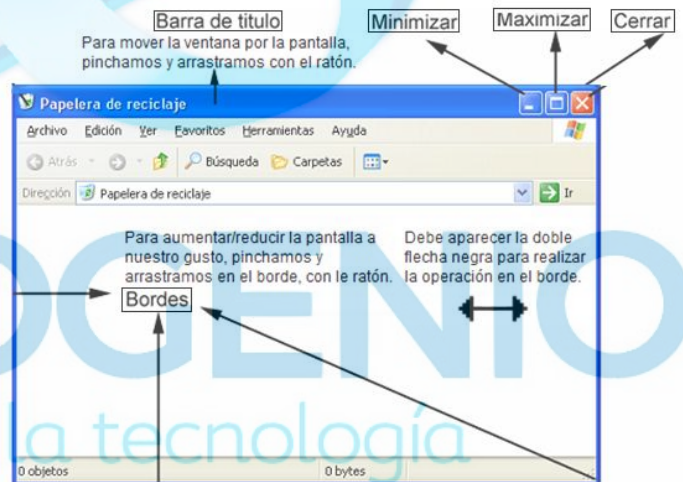 Barra de titulo
Minimizar
Maximizar
Cerrar
Para mover la ventana por la pantalla,
pinchamos y arrastramos con el ratón.
Papelera de reciclaje
Archivo Edición Ver Favoritos Herramientas Ayuda
Atrás Búsqueda Carpetas
Dirección Papelera de reciclaje Ir
Para aumentar/reducir la pantalla a
nuestro gusto, pinchamos y
arrastramos en el borde, con le ratón.
Bordes
Debe aparecer la doble
flecha negra para realizar
la operación en el borde.
OGENIO
la tecnología
0 objetos 0 bytes